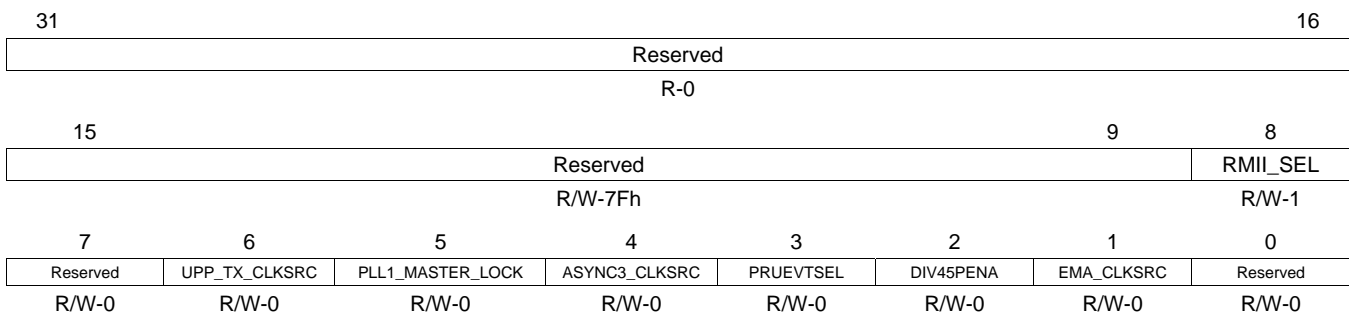 31 16
Reserved
R-0
15 9 8
Reserved RMII_SEL
R/W-7Fh R/W-1
7 6 5 4 3 2 1 0
Reserved UPP_TX_CLKSRC PLL1_MASTER_LOCK ASYNC3_CLKSRC PRUEVTSEL DIV45PENA EMA_CLKSRC Reserved
R/W-0 R/W-0 R/W-0 R/W-0 R/W-0 R/W-0 R/W-0 R/W-0